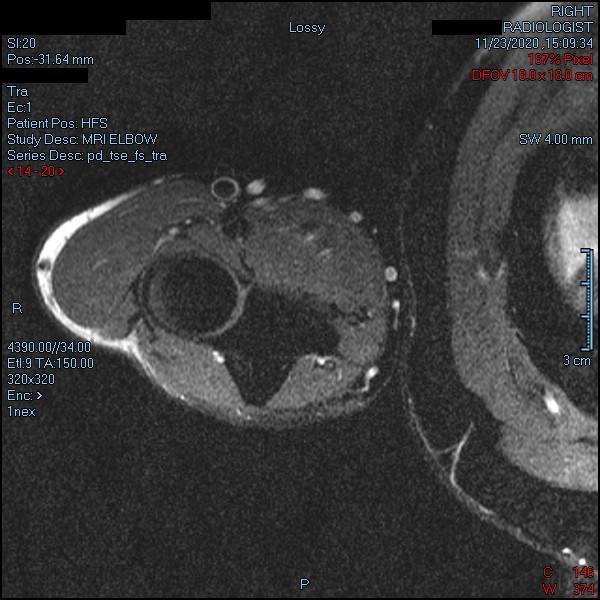 RIGHT
Lossy
RADIOLOGIST
SI:20
11/23/2020 ,15:09:34
Pos:-31.64 mm
187% Pixel
DFOV 18.0 x 18.0 cm
Tra
Ec:1
Patient Pos: HFS
Study Desc: MRI ELBOW
SW 4.00 mm
Series Desc: pd_tse_fs_tra
< 14 - 20 >
R
4390.00//34.00
Etl:9 TA:150.00
3 cm
320x320
Enc: >
1nex
C 146
P
W 374